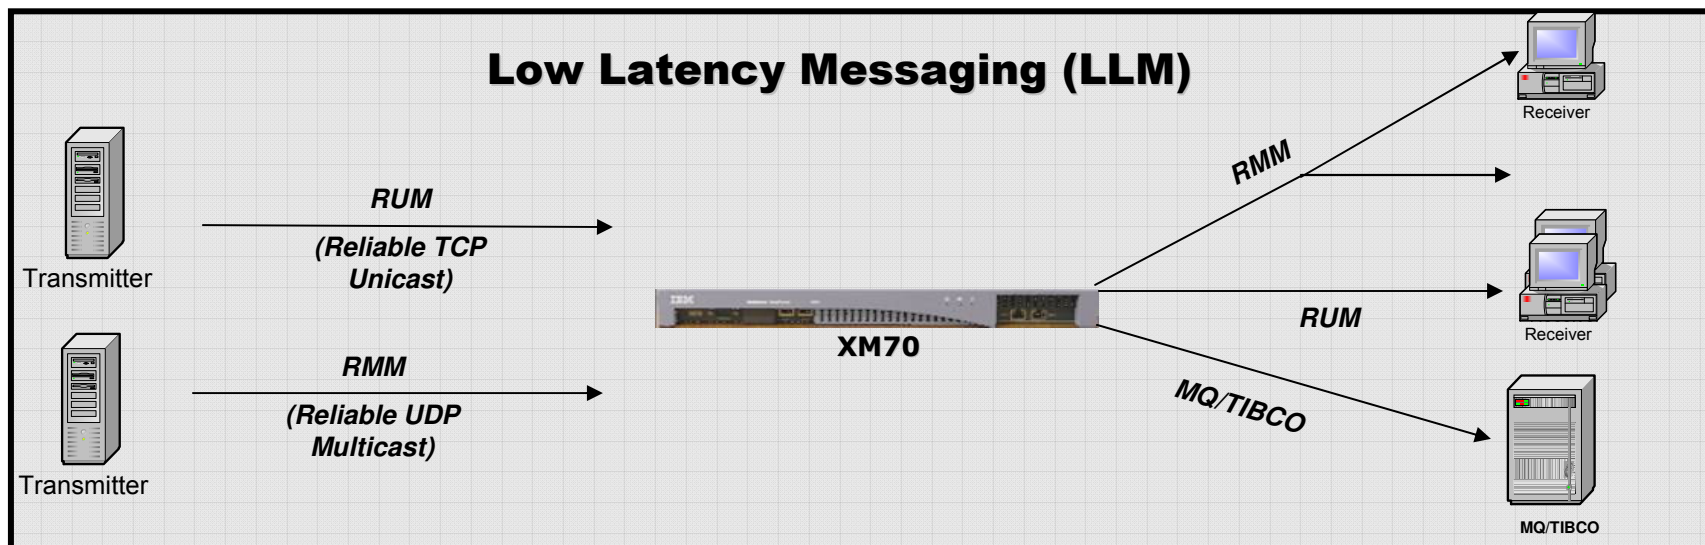 Low Latency Messaging (LLM)
Receiver
RMM
RUM
(Reliable TCP
Unicast)
Transmitter
IBM
XM70
RUM
Receiver
RMM
(Reliable UDP
Multicast)
Transmitter
MQ/TIBCO
MQ/TIBCO